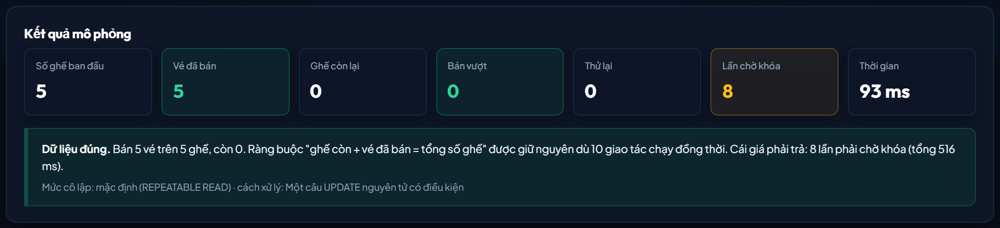 Kết quả mô phỏng
Số ghế ban đầu
5
Vé đã bán
5
Ghế còn lại
0
Bán vượt
0
Thử lại
0
Lần chờ khóa
8
Thời gian
93 ms
Dữ liệu đúng. Bán 5 vé trên 5 ghế, còn 0. Ràng buộc "ghế còn + vé đã bán = tổng số ghế" được giữ nguyên dù 10 giao tác chạy đồng thời. Cái giá phải trả: 8 lần phải chờ khóa (tổng 516
ms).
Mức cô lập: mặc định (REPEATABLE READ) · cách xử lý: Một câu UPDATE nguyên tử có điều kiện